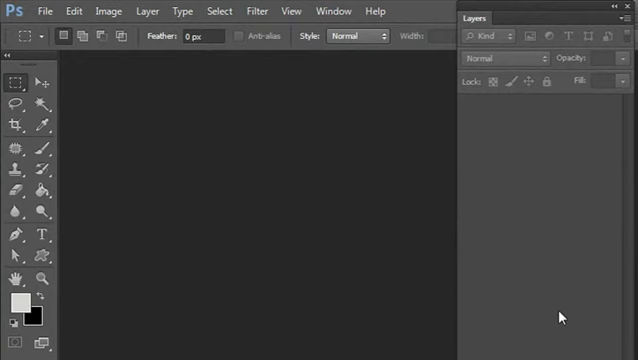 Ps File Edit Image Layer Type Select Filter View Window Help
Feather: 0 px Anti-alias Style: Normal Width:
Layers
Kind
Normal Opacity:
Lock: Fill: